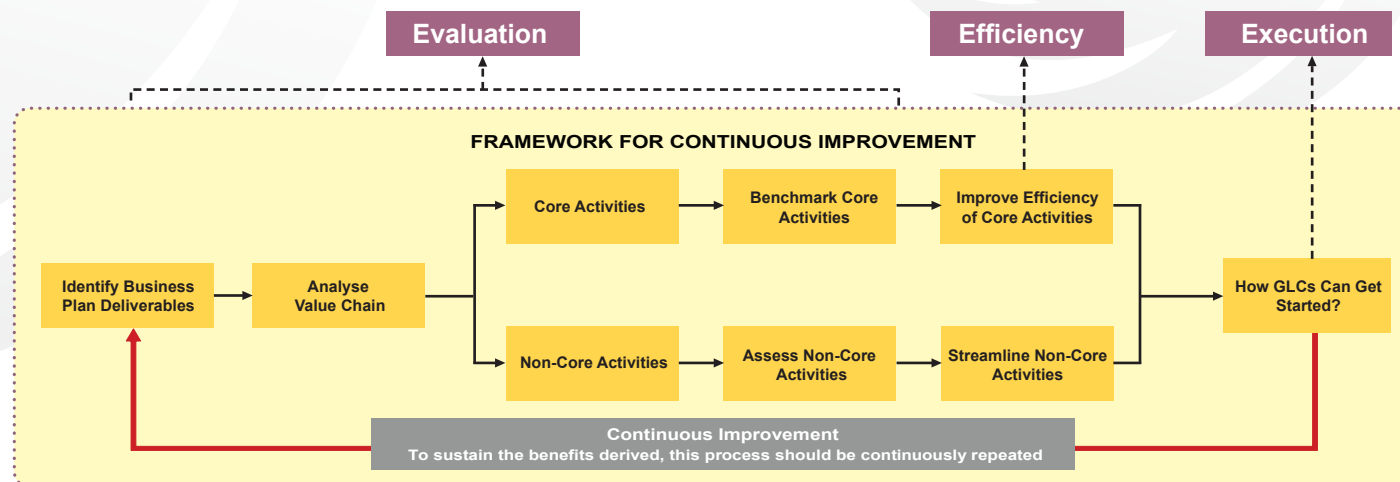 Evaluation
Efficiency
Execution
FRAMEWORK FOR CONTINUOUS IMPROVEMENT
Core Activities
Benchmark Core
Activities
Improve Efficiency
of Core Activities
Identify Business
Plan Deliverables
Analyse
Value Chain
How GLCs Can Get
Started?
Non-Core Activities
Assess Non-Core
Activities
Streamline Non-Core
Activities
Continuous Improvement
To sustain the benefits derived, this process should be continuously repeated